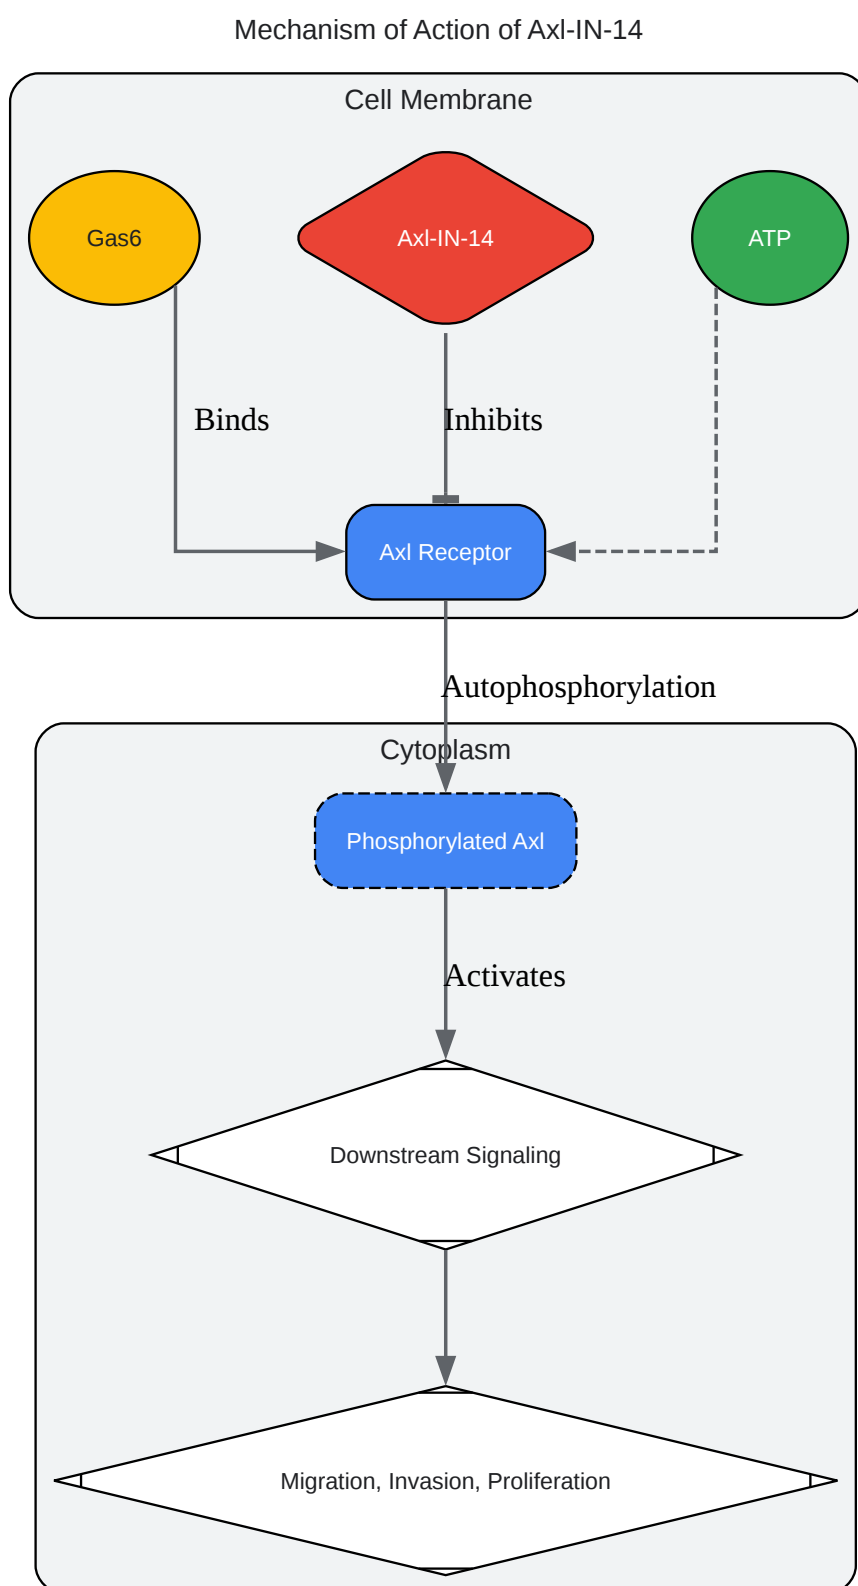 Mechanism of Action of Axl-IN-14
Cell Membrane
Gas6
Axl-IN-14
ATP
Binds
Inhibits
Axl Receptor
Autophosphorylation
Cytoplasm
Phosphorylated Axl
Activates
Downstream Signaling
Migration, Invasion, Proliferation